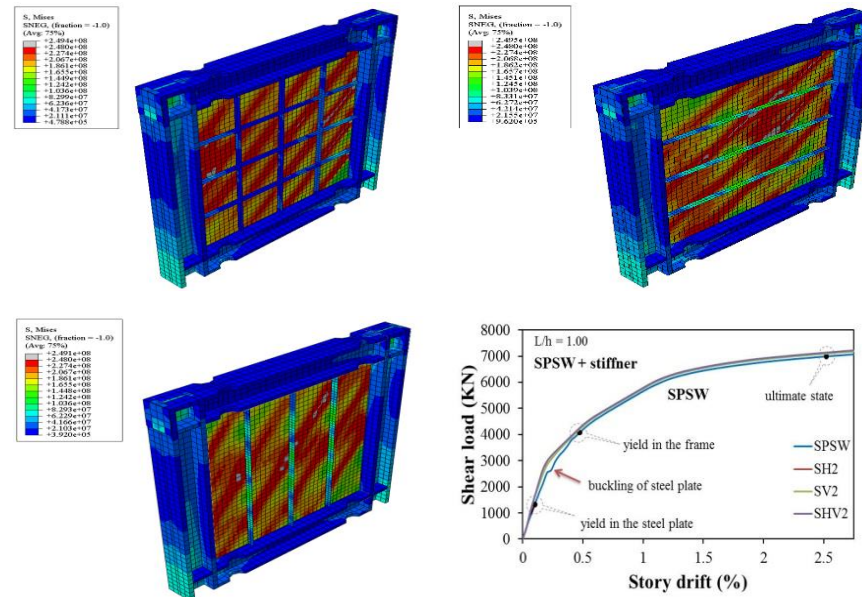 S, Mises
SNEG, (fraction = -1.0)
(Avg: 75%)
+2.494e+08
+2.480e+08
+2.274e+08
+2.067e+08
+1.861e+08
+1.655e+08
+1.449e+08
+1.242e+08
+1.036e+08
+8.299e+07
+6.236e+07
+4.173e+07
+2.111e+07
+4.788e+05
S, Mises
SNEG, (fraction = -1.0)
(Avg: 75%)
+2.495e+08
+2.480e+08
+2.274e+08
+2.068e+08
+1.862e+08
+1.657e+08
+1.451e+08
+1.245e+08
+1.039e+08
+8.331e+07
+6.272e+07
+4.214e+07
+2.155e+07
+9.620e+05
S, Mises
SNEG, (fraction = -1.0)
(Avg: 75%)
+2.491e+08
+2.480e+08
+2.274e+08
+2.067e+08
+1.861e+08
+1.655e+08
+1.448e+08
+1.242e+08
+1.036e+08
+8.293e+07
+6.229e+07
+4.166e+07
+2.103e+07
+3.920e+05
8000
7000
6000
5000
4000
3000
2000
1000
0
Shear load (KN)
L/h = 1.00
SPSW + stiffner
SPSW
ultimate state
yield in the frame
buckling of steel plate
yield in the steel plate
SPSW
SH2
SV2
SHV2
0 0.5 1 1.5 2 2.5
Story drift (%)